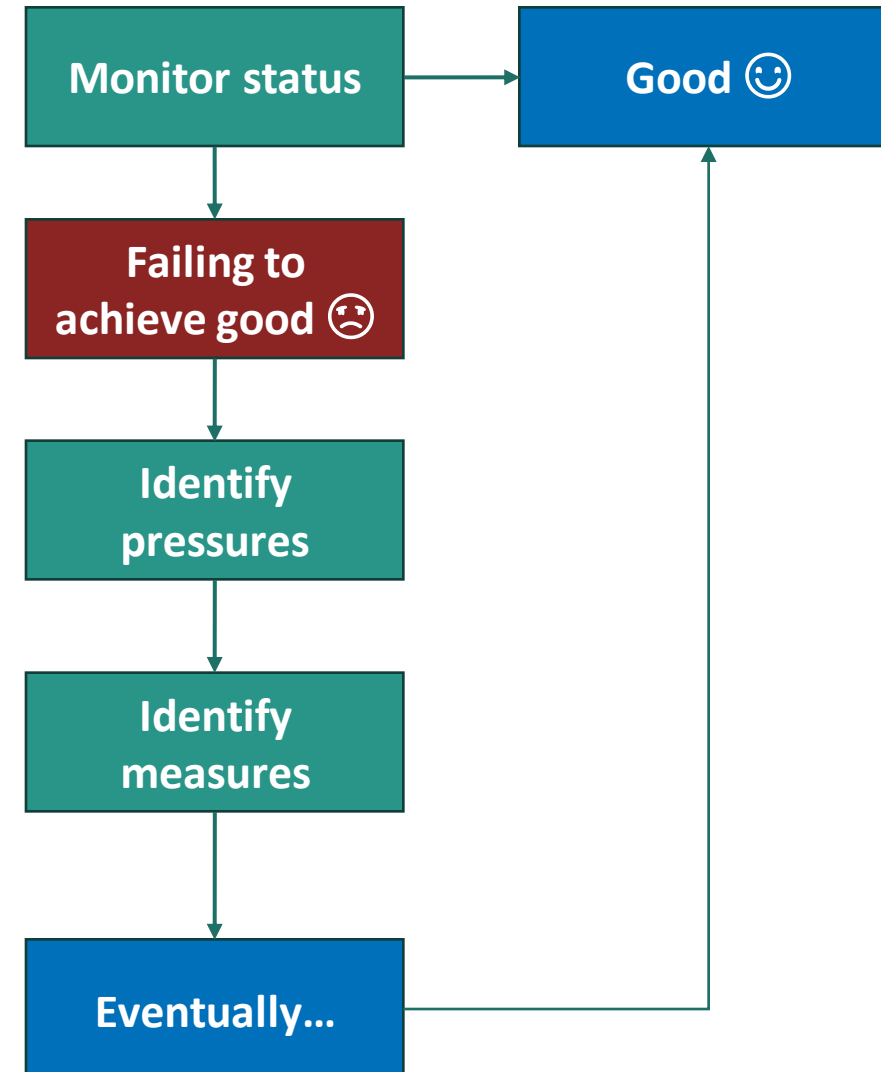 Monitor status
Good ☺
Failing to
achieve good ☹
Identify
pressures
Identify
measures
Eventually…